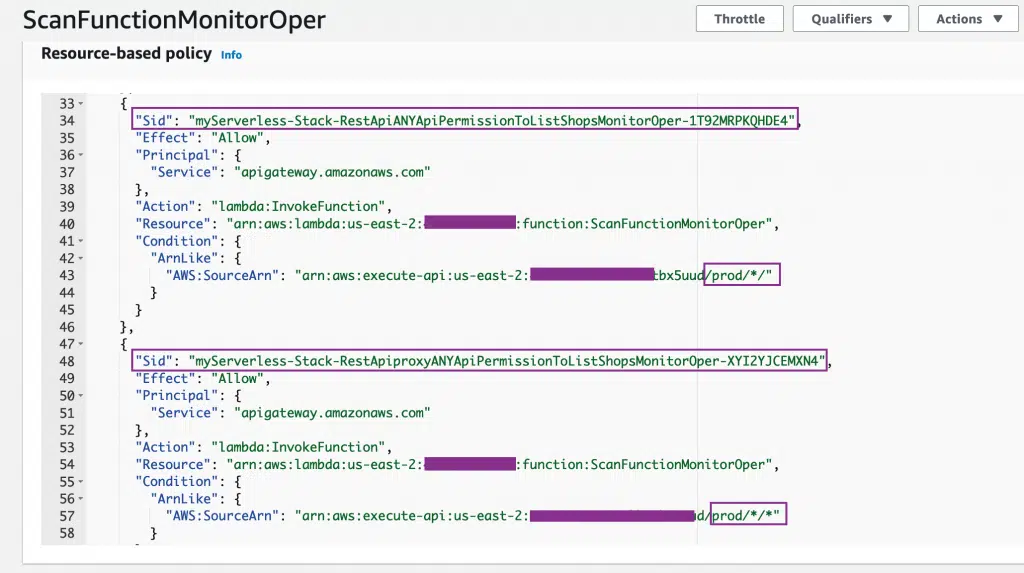 ScanFunctionMonitorOper
Throttle
Qualifiers ▼
Actions ▼
Resource-based policy Info
33 {
34 "Sid": "myServerless-Stack-RestApiANYApiPermissionToListShopsMonitorOper-1T92MRPKQHDE4",
35 "Effect": "Allow",
36 "Principal": {
37 "Service": "apigateway.amazonaws.com"
38 },
39 "Action": "lambda:InvokeFunction",
40 "Resource": "arn:aws:lambda:us-east-2: :function:ScanFunctionMonitorOper",
41 "Condition": {
42 "ArnLike": {
43 "AWS:SourceArn": "arn:aws:execute-api:us-east-2: tbx5uud/prod/*/"
44 }
45 }
46 },
47 {
48 "Sid": "myServerless-Stack-RestApiproxyANYApiPermissionToListShopsMonitorOper-XYI2YJCEMXN4",
49 "Effect": "Allow",
50 "Principal": {
51 "Service": "apigateway.amazonaws.com"
52 },
53 "Action": "lambda:InvokeFunction",
54 "Resource": "arn:aws:lambda:us-east-2: :function:ScanFunctionMonitorOper",
55 "Condition": {
56 "ArnLike": {
57 "AWS:SourceArn": "arn:aws:execute-api:us-east-2: d/prod/*/*"
58 }